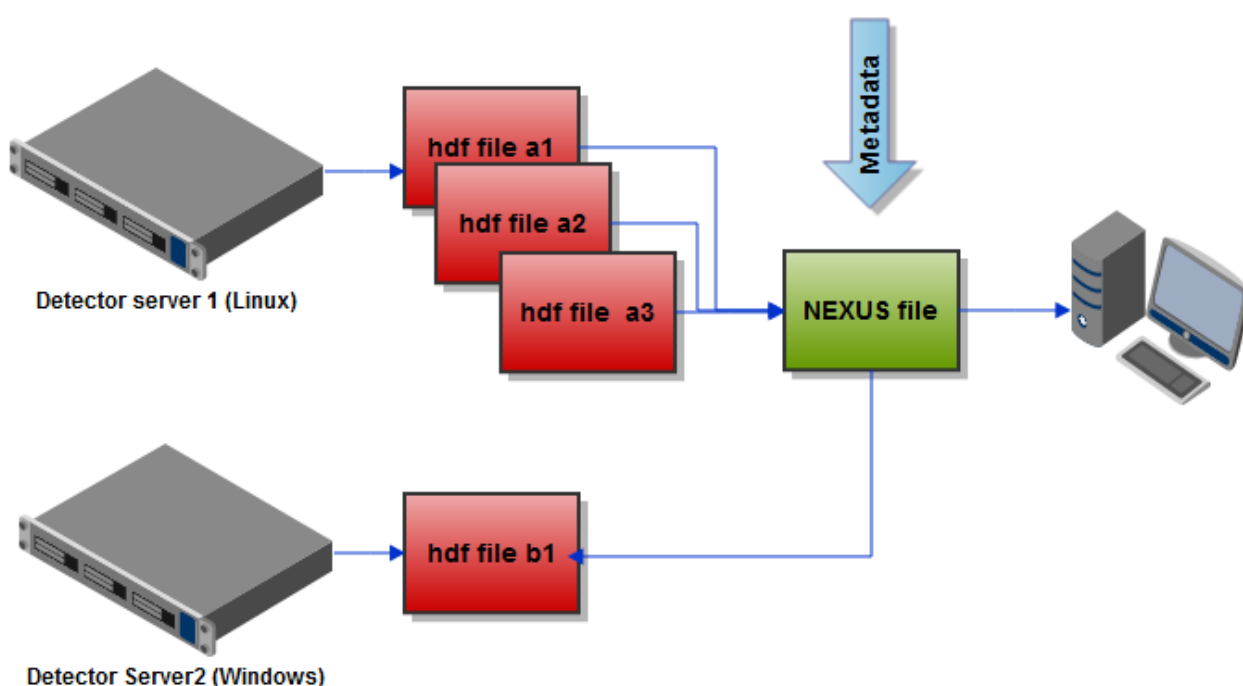 Metadata
hdf file a1
hdf file a2
hdf file  a3
NEXUS file
Detector server 1 (Linux)
hdf file b1
Detector Server2 (Windows)